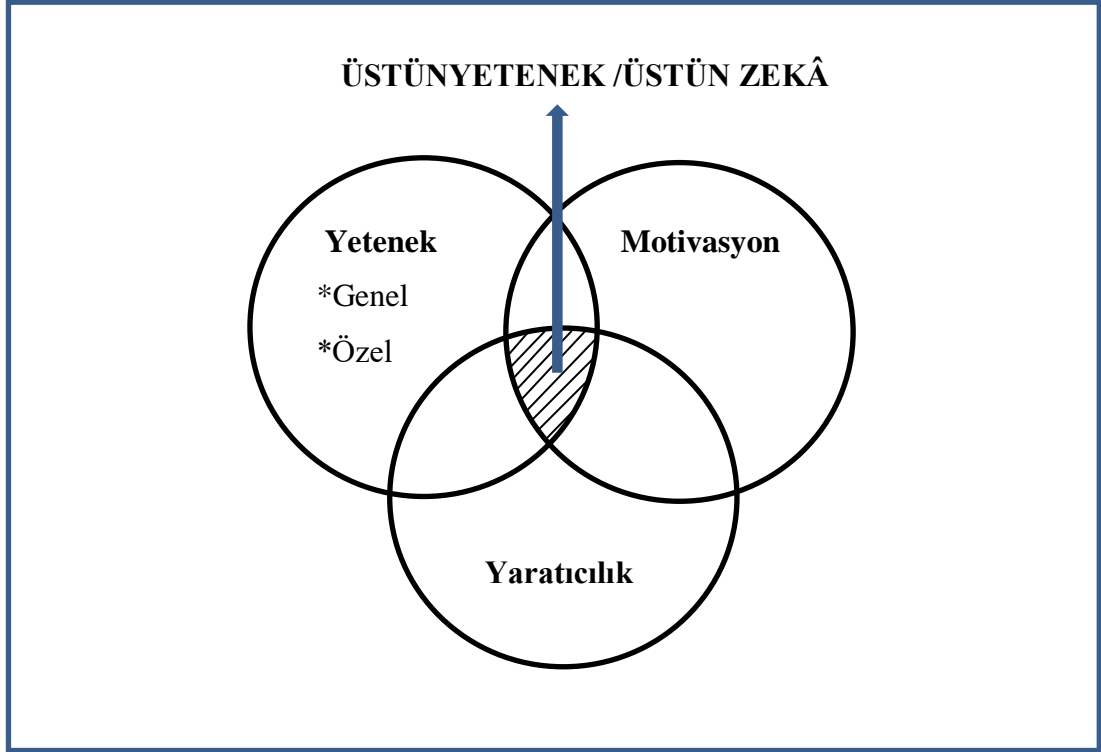 ÜSTÜNYETENEK /ÜSTÜN ZEKÂ
Yetenek
*Genel
*Özel
Motivasyon
Yaratıcılık